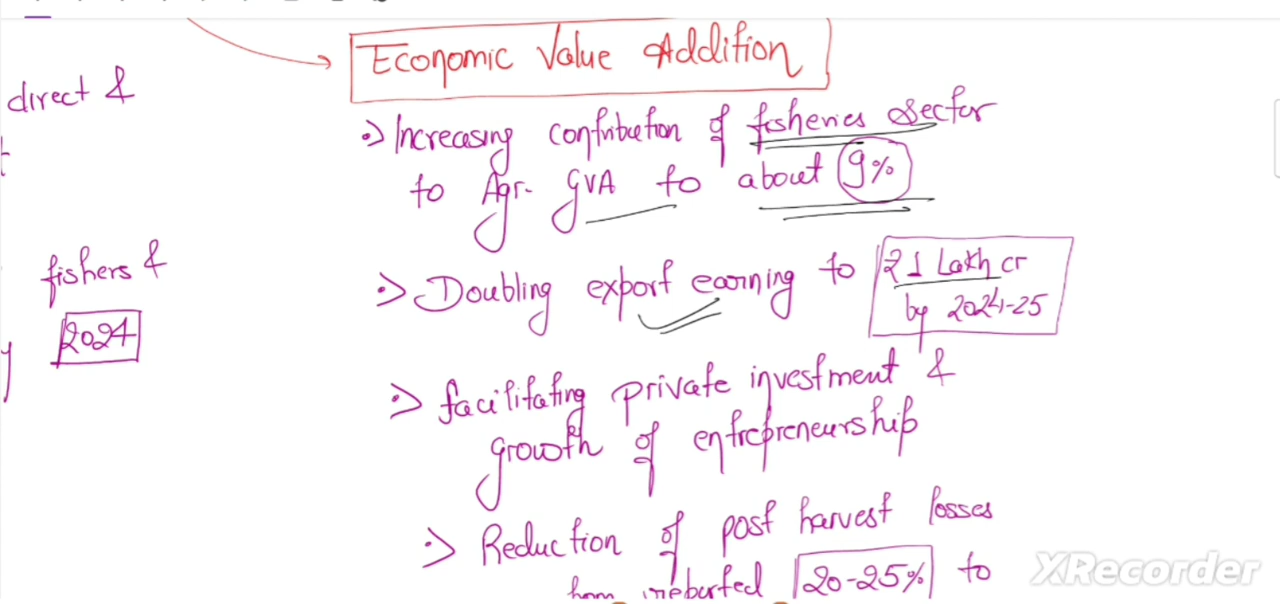 Economic Value Addition
direct &
⇒ Increasing contribution of fisheries sector
to Agr. GVA to about 9%
fishers &
2024
⇒ Doubling export earning to ₹1 Lakh cr
by 2024-25
⇒ facilitating private investment &
growth of entrepreneurship
⇒ Reduction of post harvest losses
from reported 20-25% to
XRecorder